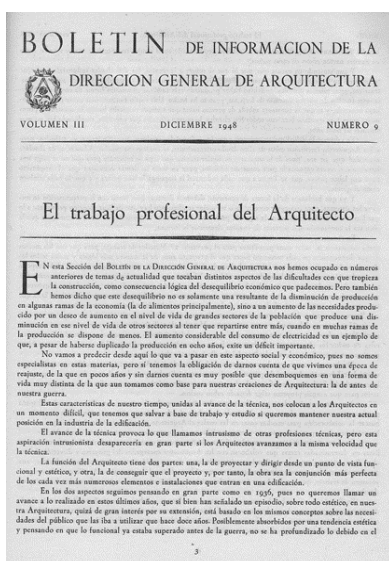 BOLETIN DE INFORMACION DE LA
DIRECCION GENERAL DE ARQUITECTURA
VOLUMEN III DICIEMBRE 1948 NUMERO 9
El trabajo profesional del Arquitecto
EN esta Sección del BOLETÍN DE LA DIRECCIÓN GENERAL DE ARQUITECTURA nos hemos ocupado en números
anteriores de temas de actualidad que tocaban distintos aspectos de las dificultades con que tropieza
la construcción, como consecuencia lógica del desequilibrio económico que padecemos. Pero también
hemos dicho que este desequilibrio no es solamente una resultante de la disminución de producción
en algunas ramas de la economía (la de alimentos principalmente), sino a un aumento de las necesidades produ-
cido por un deseo de aumento en el nivel de vida de grandes sectores de la población que produce una dis-
minución en ese nivel de vida de otros sectores al tener que repartirse entre más, cuando en muchas ramas de
la producción se dispone de menos. El aumento considerable del consumo de electricidad es un ejemplo de
que, a pesar de haberse duplicado la producción en ocho años, existe un déficit importante.
No vamos a predecir desde aquí lo que va a pasar en este aspecto social y económico, pues no somos
especialistas en estas materias, pero sí tenemos la obligación de darnos cuenta de que vivimos una época de
reajuste, de la que en pocos años y sin darnos cuenta es muy posible que desemboquemos en una forma de
vida muy distinta de la que aun tomamos como base para nuestras creaciones de Arquitectura: la de antes de
nuestra guerra.
Estas características de nuestro tiempo, unidas al avance de la técnica, nos colocan a los Arquitectos en
un momento difícil, que tenemos que salvar a base de trabajo y estudio si queremos mantener nuestra actual
posición en la industria de la edificación.
El avance de la técnica provoca lo que llamamos intrusismo de otras profesiones técnicas, pero esta
aspiración intrusionista desaparecería en gran parte si los Arquitectos avanzamos a la misma velocidad que
la técnica.
La función del Arquitecto tiene dos partes: una, la de proyectar y dirigir desde un punto de vista fun-
cional y estético, y otra, la de conseguir que el proyecto y, por tanto, la obra sea la conjunción más perfecta
de los cada vez más numerosos elementos e instalaciones que entran en una edificación.
En los dos aspectos seguimos pensando en gran parte como en 1936, pues no queremos llamar un
avance a lo realizado en estos últimos años, que si bien han señalado un episodio, sobre todo estético, en nues-
tra Arquitectura, quizá de gran interés por su extensión, está basado en los mismos conceptos sobre las necesi-
dades del público que las iba a utilizar que hace doce años. Posiblemente absorbidos por una tendencia estética
y pensando en que lo funcional ya estaba superado antes de la guerra, no se ha profundizado lo debido en el
3